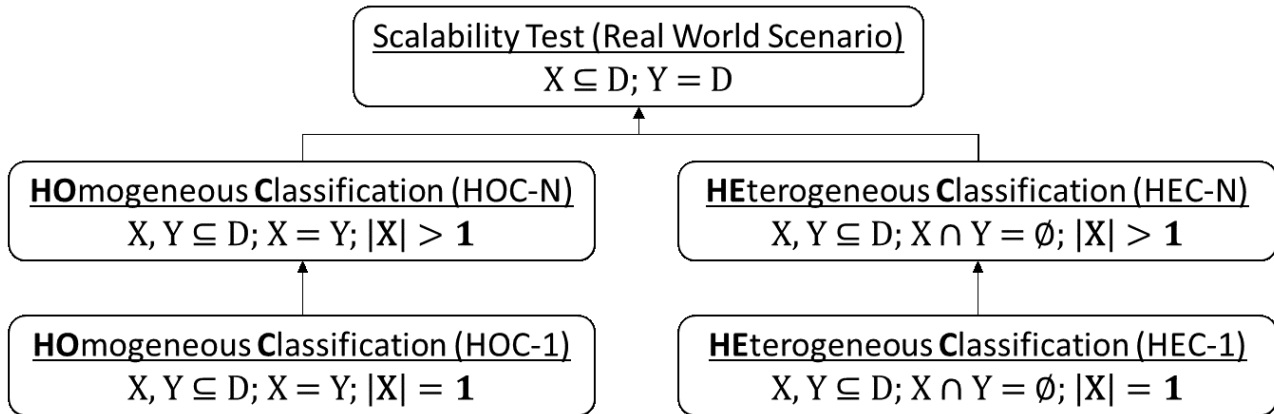 Scalability Test (Real World Scenario)
X ⊆ D; Y = D
HOmogeneous Classification (HOC-N)
X, Y ⊆ D; X = Y; |X| > 1
HEterogeneous Classification (HEC-N)
X, Y ⊆ D; X ∩ Y = ∅; |X| > 1
HOmogeneous Classification (HOC-1)
X, Y ⊆ D; X = Y; |X| = 1
HEterogeneous Classification (HEC-1)
X, Y ⊆ D; X ∩ Y = ∅; |X| = 1